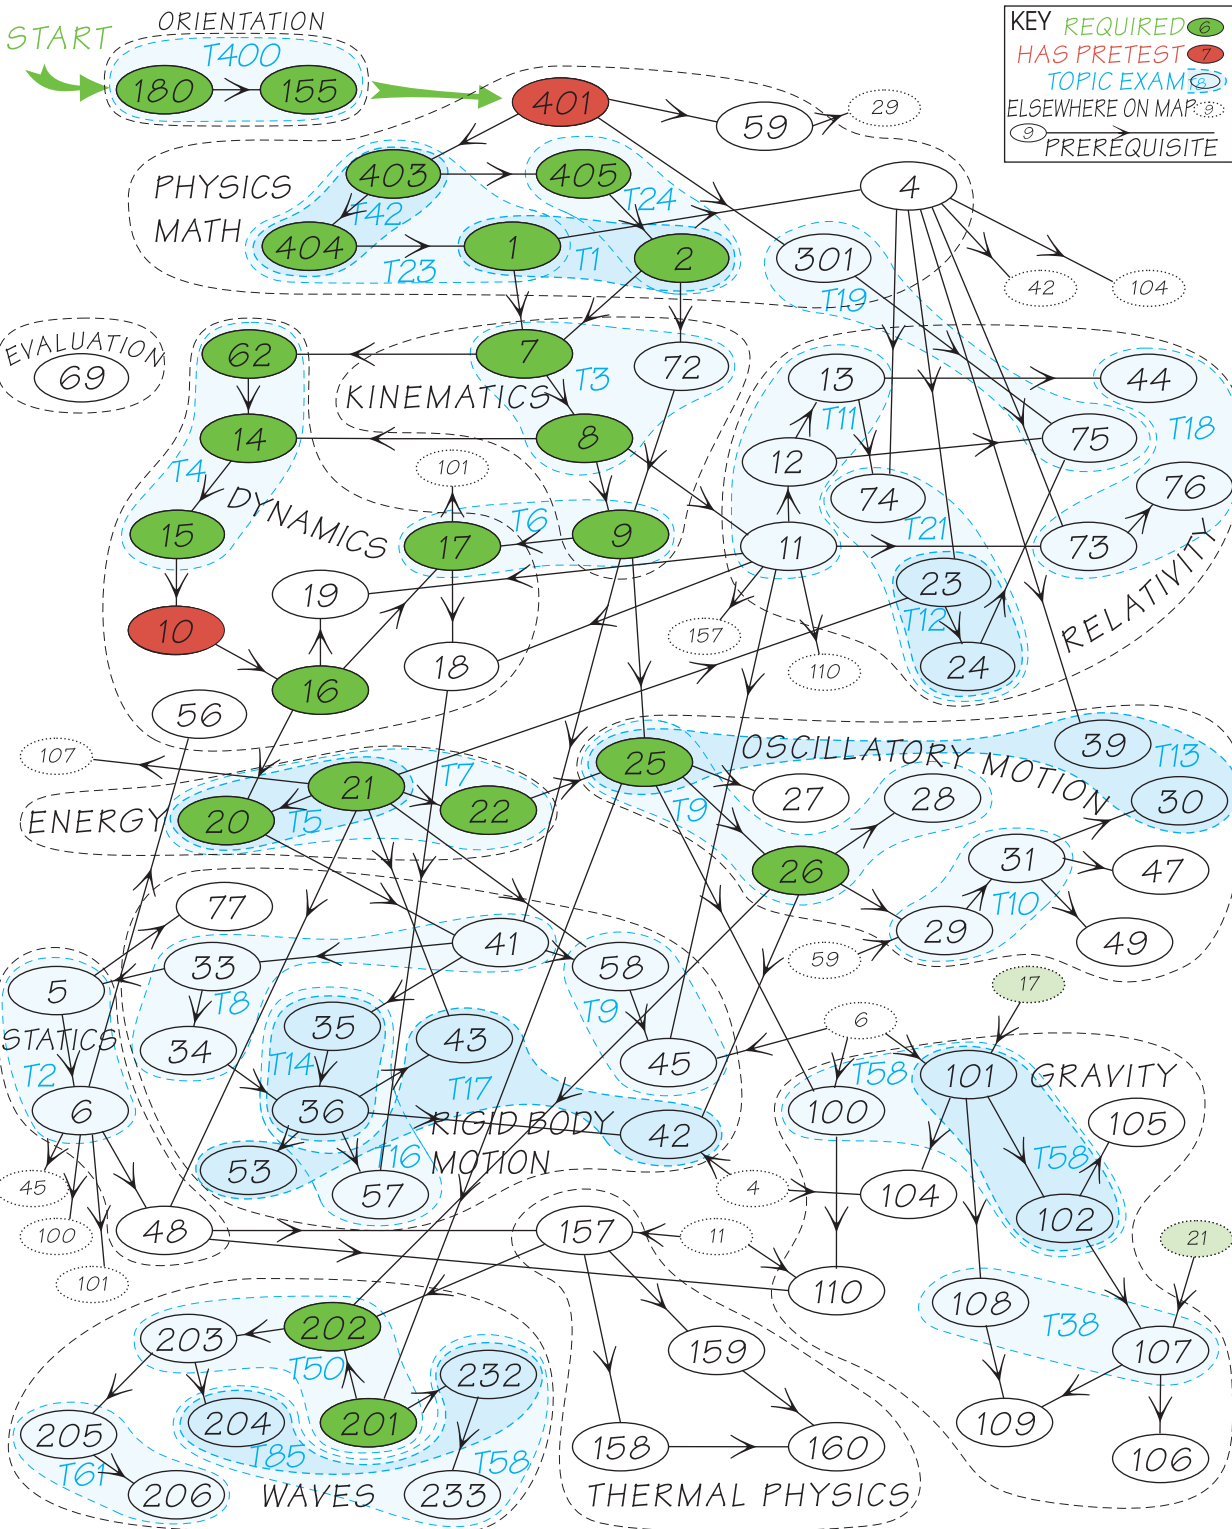 ORIENTATION
START
T400
180
155
KEY
REQUIRED
6
HAS PRETEST
7
TOPIC EXAM
8
ELSEWHERE ON MAP
9
9
PREREQUISITE
401
59
29
PHYSICS
MATH
403
405
T42
T24
404
1
T1
2
T23
4
301
T19
42
104
EVALUATION
69
62
7
T3
72
KINEMATICS
14
8
T4
DYNAMICS
101
15
17
T6
9
10
19
16
18
56
13
44
T11
T18
12
75
74
76
T21
11
73
23
T12
24
157
110
RELATIVITY
107
ENERGY
21
T7
20
T5
22
25
OSCILLATORY MOTION
39
T13
30
27
28
T9
26
31
47
T10
29
49
59
77
41
33
58
5
T8
STATICS
34
35
43
T9
T2
T14
45
6
36
T17
RIGID BODY
MOTION
42
53
T16
57
45
100
101
48
17
6
T58
101
GRAVITY
100
105
T58
4
104
102
157
11
110
21
108
T38
107
109
106
203
202
T50
232
159
205
204
201
T85
T61
T58
206
WAVES
233
158
160
THERMAL PHYSICS